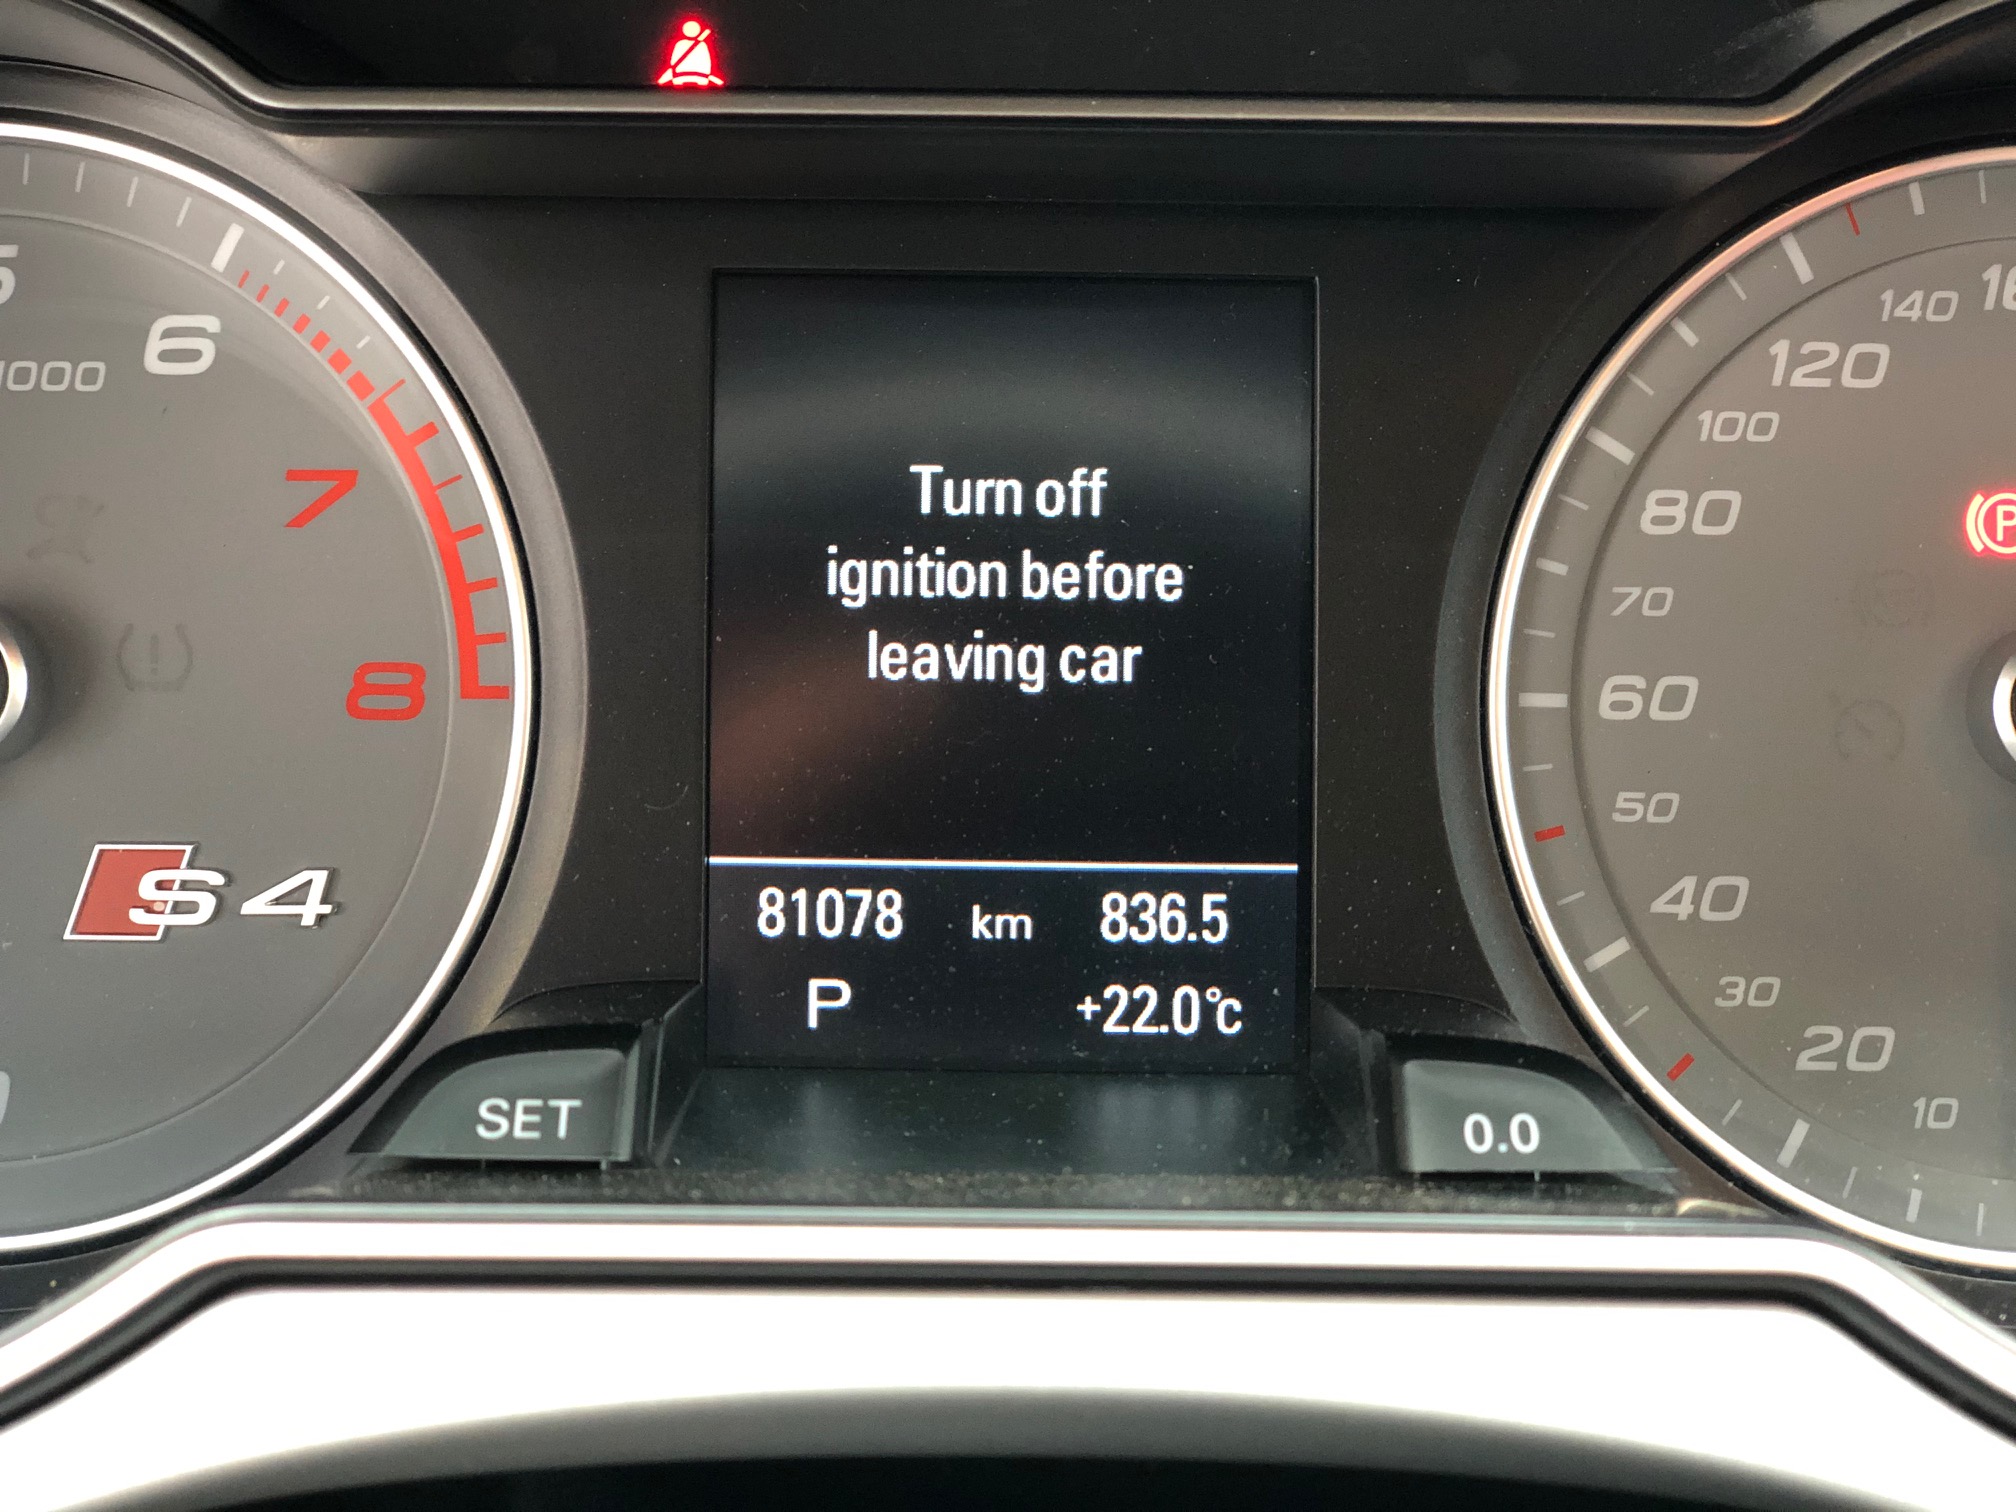 Turn off
ignition before
leaving car
81078 km 836.5
P +22.0°c
SET
0.0
6
7
8
1000
S4
140
120
100
80
70
60
50
40
30
20
10
P